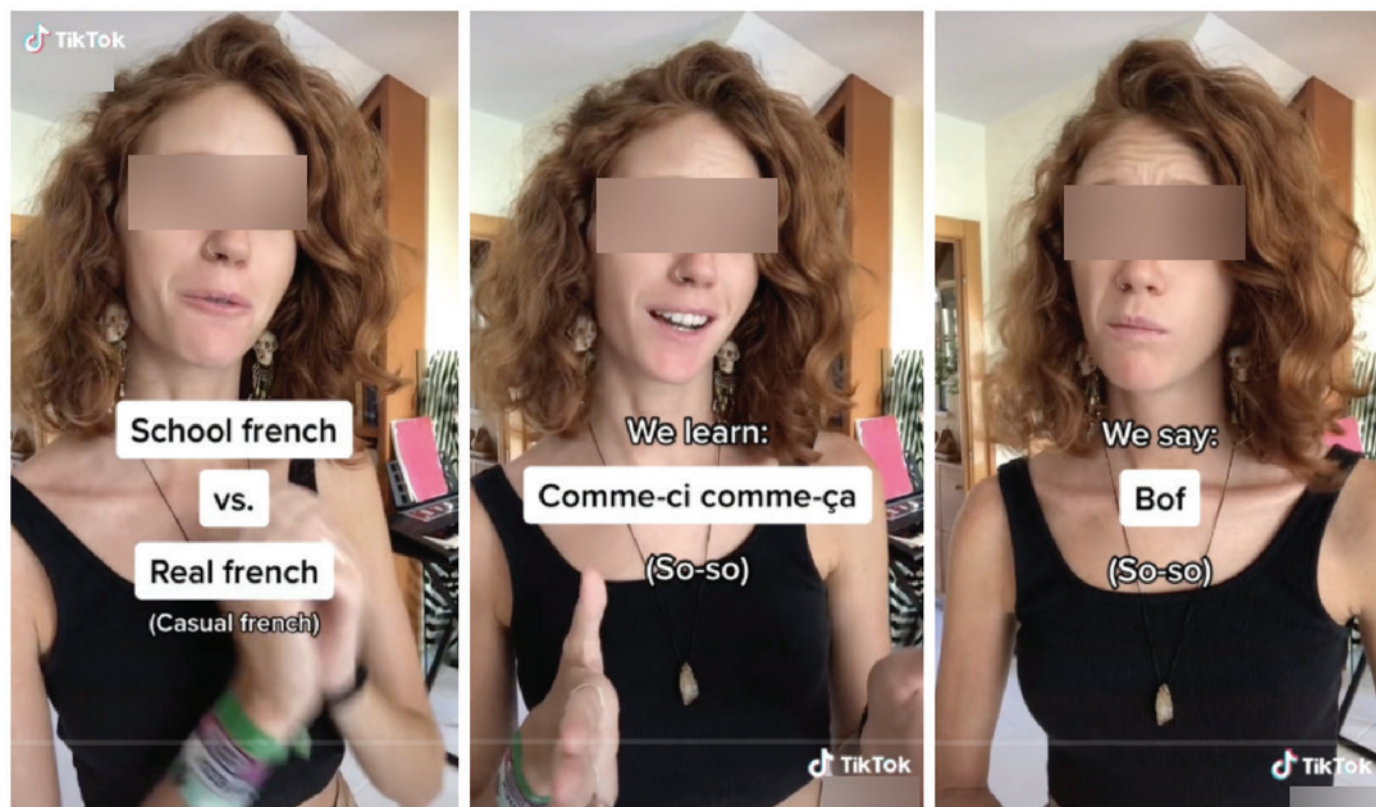 TikTok
School french
vs.
Real french
(Casual french)
We learn:
Comme-ci comme-ça
(So-so)
TikTok
We say:
Bof
(So-so)
TikTok